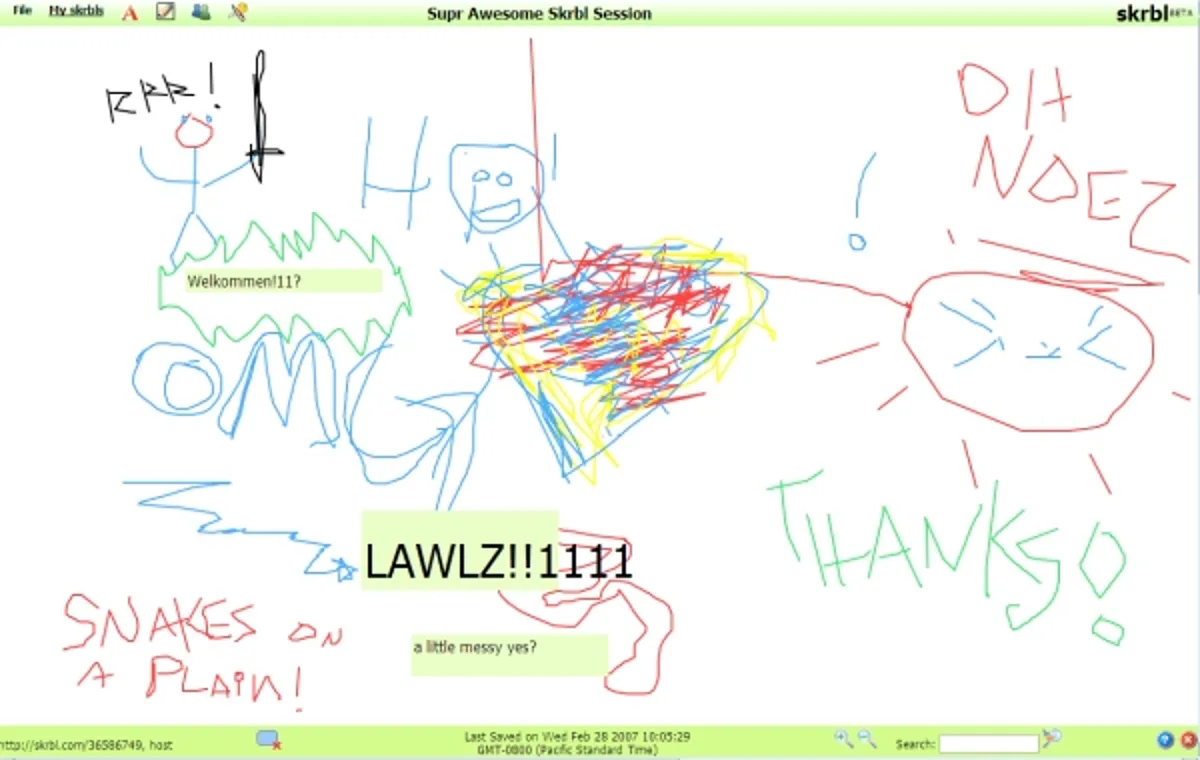 File My skrbls Supr Awesome Skrbl Session skrbl BETA
RRR!
H !
OH
NOEZ
!
Welkommen!11?
OMG
LAWLZ!!1111
THANKS!
SNAKES ON
A PLAIN!
a little messy yes?
http://skrbl.com/36586749, host
Last Saved on Wed Feb 28 2007 10:05:29
GMT-0800 (Pacific Standard Time)
Search: